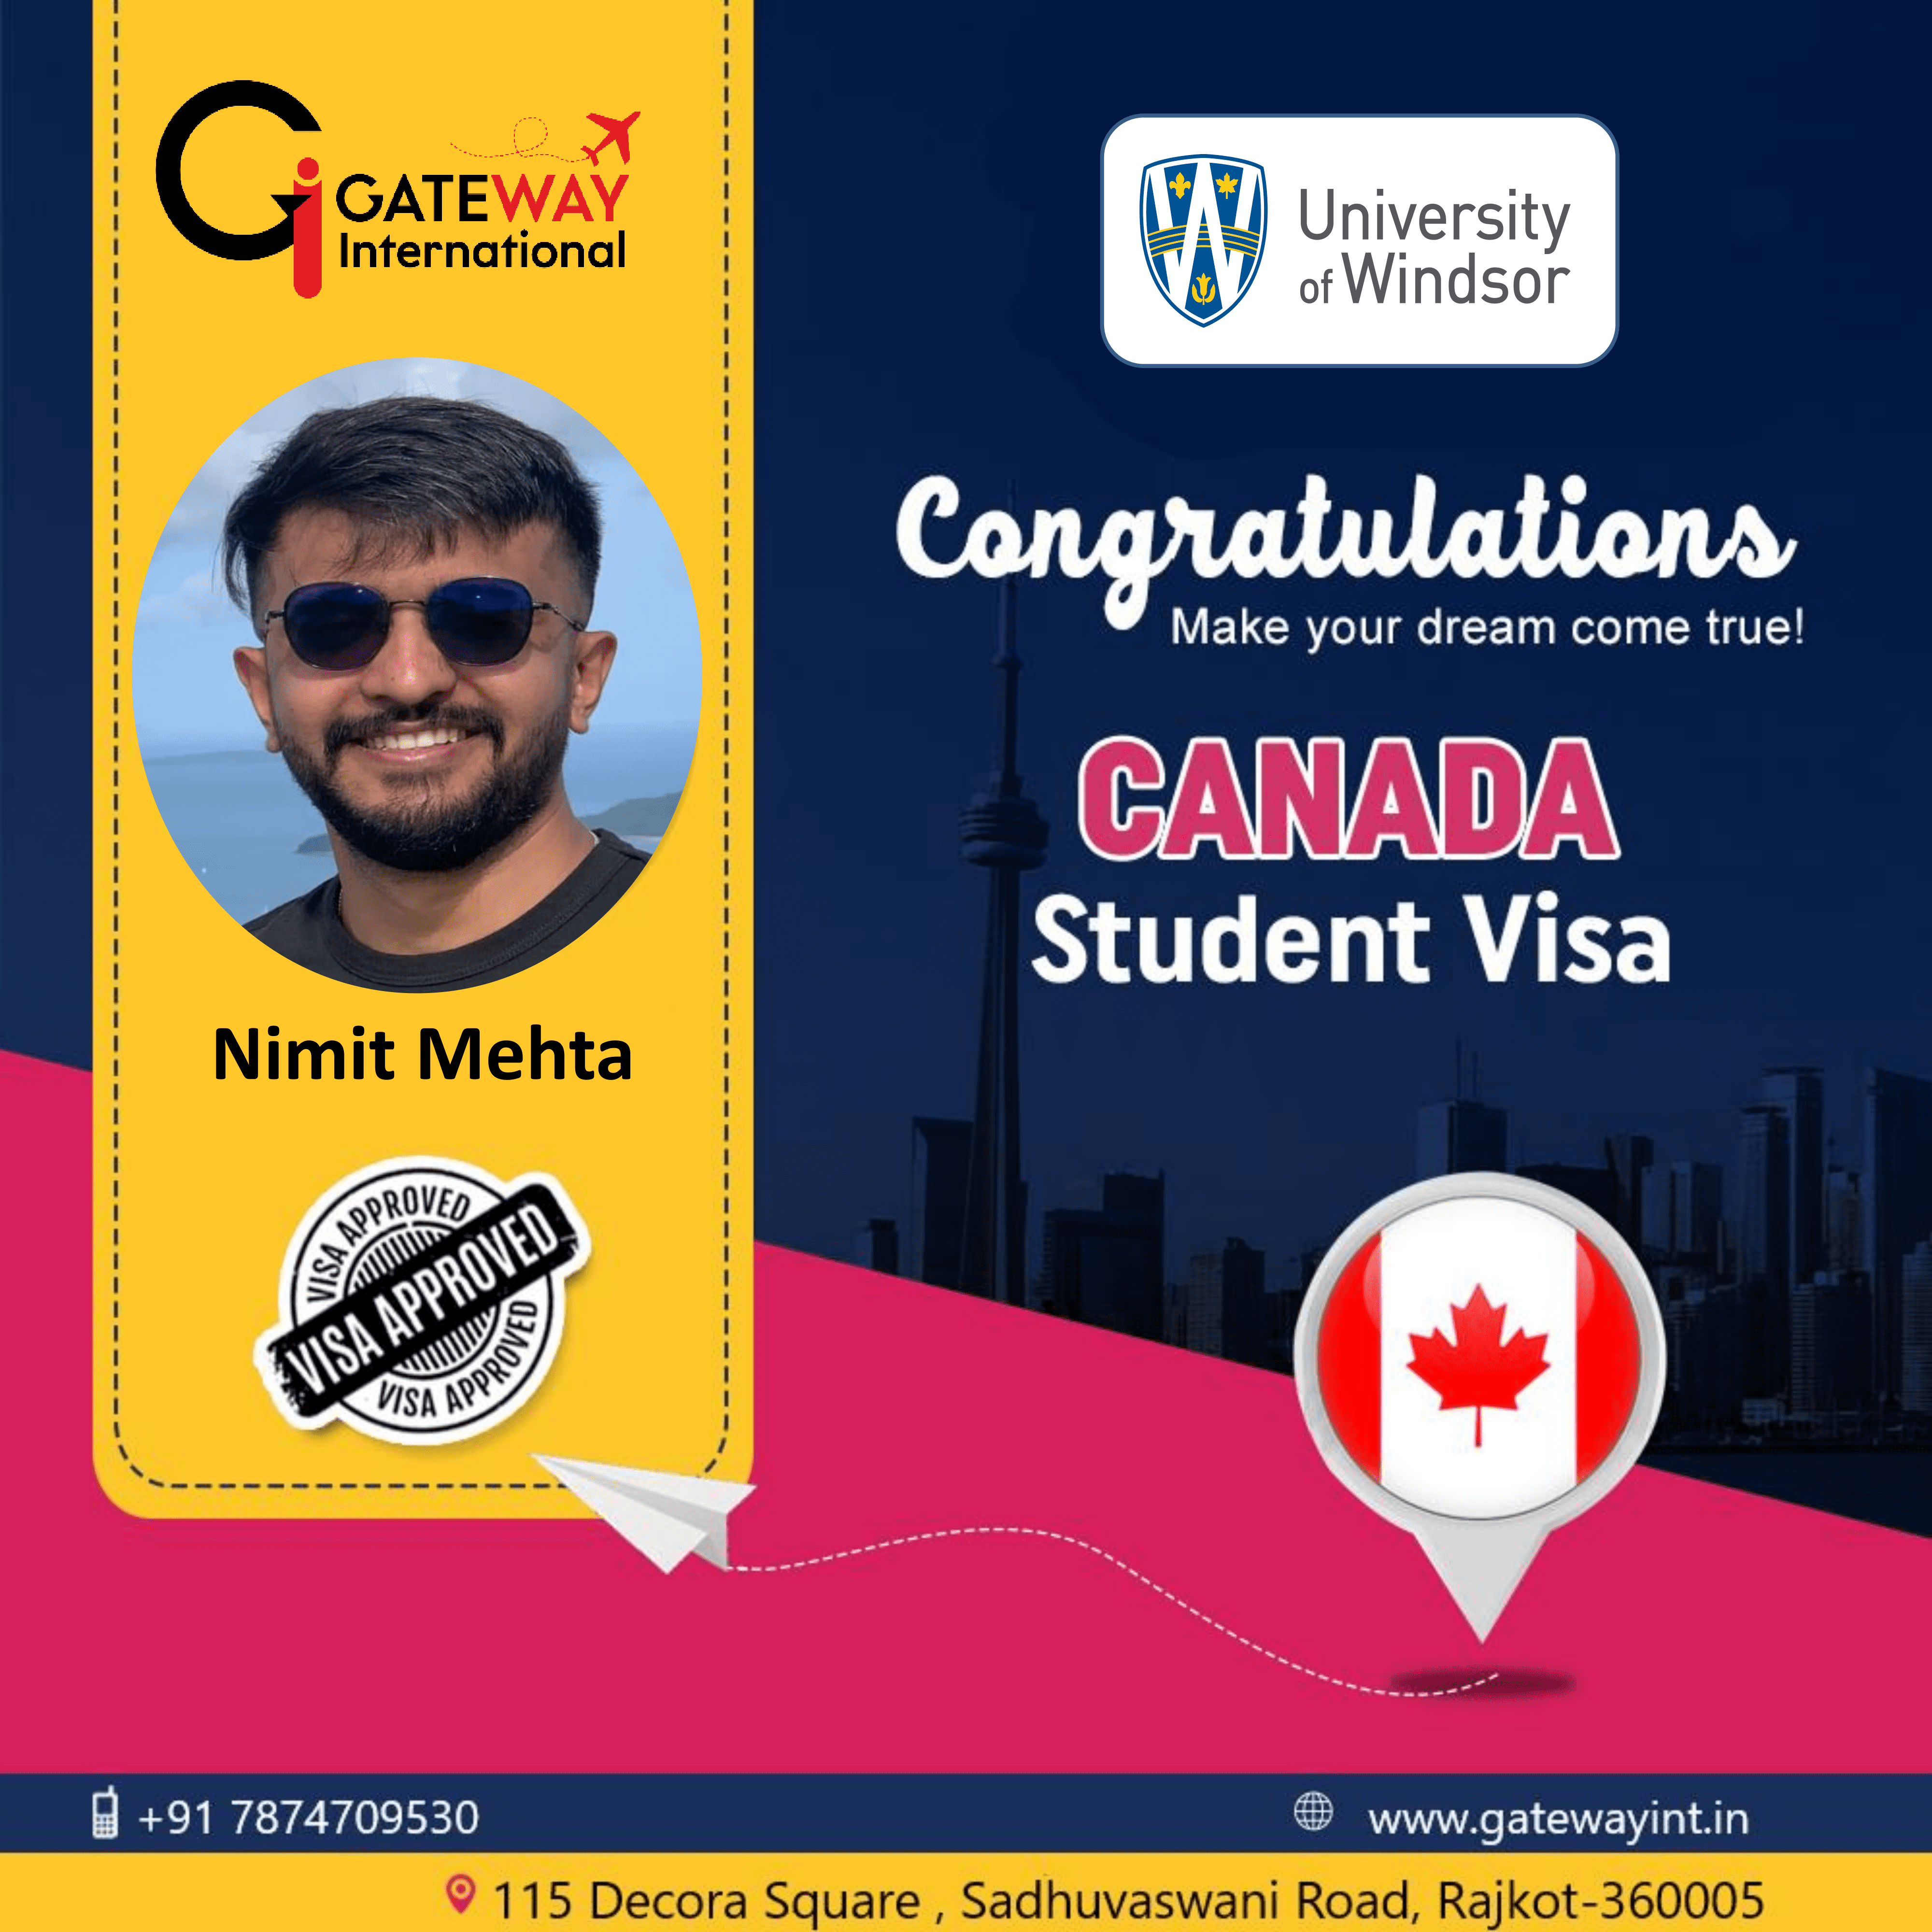 Gi GATEWAY
International
University
of Windsor
Congratulations
Make your dream come true!
CANADA
Student Visa
Nimit Mehta
VISA APPROVED
VISA APPROVED
VISA APPROVED
+91 7874709530
www.gatewayint.in
115 Decora Square , Sadhuvaswani Road, Rajkot-360005